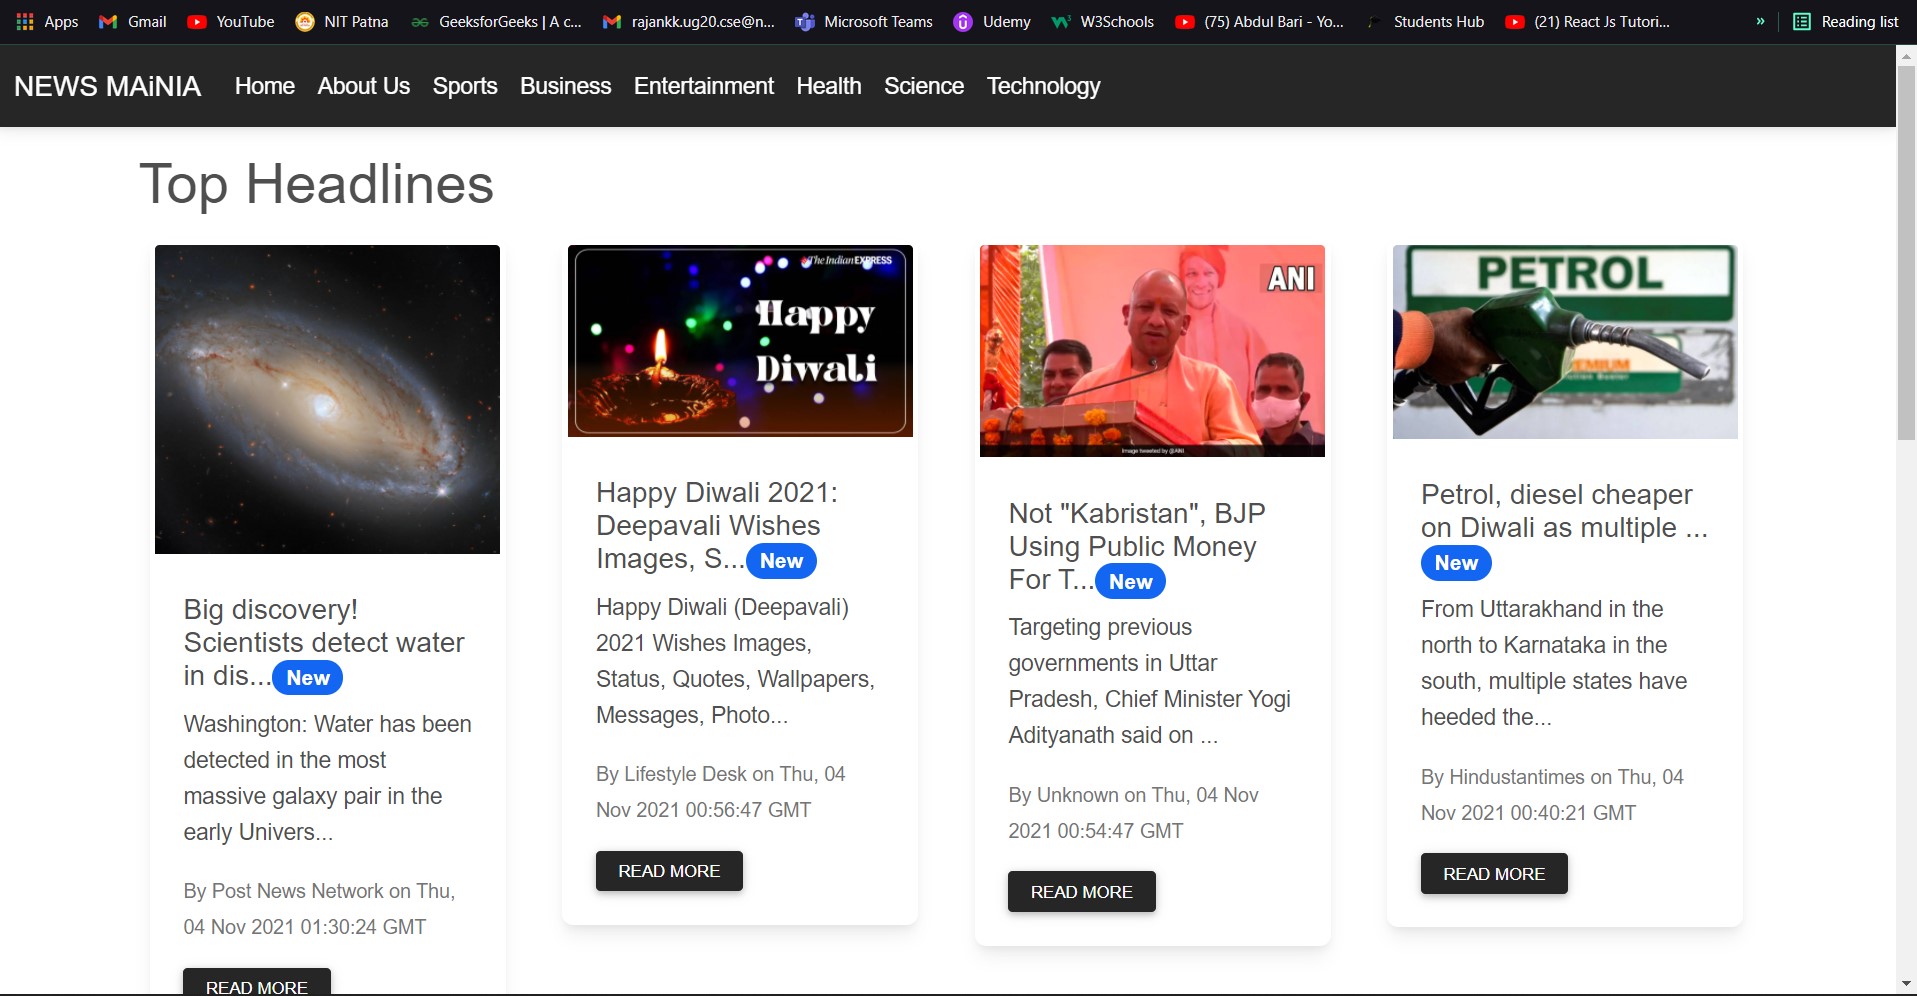 Apps Gmail YouTube NIT Patna GeeksforGeeks | A c... rajankk.ug20.cse@n... Microsoft Teams Udemy W3Schools (75) Abdul Bari - Yo... Students Hub (21) React Js Tutori... » Reading list
NEWS MAiNIA Home About Us Sports Business Entertainment Health Science Technology
Top Headlines
Big discovery!
Scientists detect water
in dis... New
Washington: Water has been
detected in the most
massive galaxy pair in the
early Univers...
By Post News Network on Thu,
04 Nov 2021 01:30:24 GMT
READ MORE
The Indian EXPRESS
Happy
Diwali
Happy Diwali 2021:
Deepavali Wishes
Images, S... New
Happy Diwali (Deepavali)
2021 Wishes Images,
Status, Quotes, Wallpapers,
Messages, Photo...
By Lifestyle Desk on Thu, 04
Nov 2021 00:56:47 GMT
READ MORE
ANI
Image tweeted by @ANI
Not "Kabristan", BJP
Using Public Money
For T... New
Targeting previous
governments in Uttar
Pradesh, Chief Minister Yogi
Adityanath said on ...
By Unknown on Thu, 04 Nov
2021 00:54:47 GMT
READ MORE
PETROL
Petrol, diesel cheaper
on Diwali as multiple ...
New
From Uttarakhand in the
north to Karnataka in the
south, multiple states have
heeded the...
By Hindustantimes on Thu, 04
Nov 2021 00:40:21 GMT
READ MORE